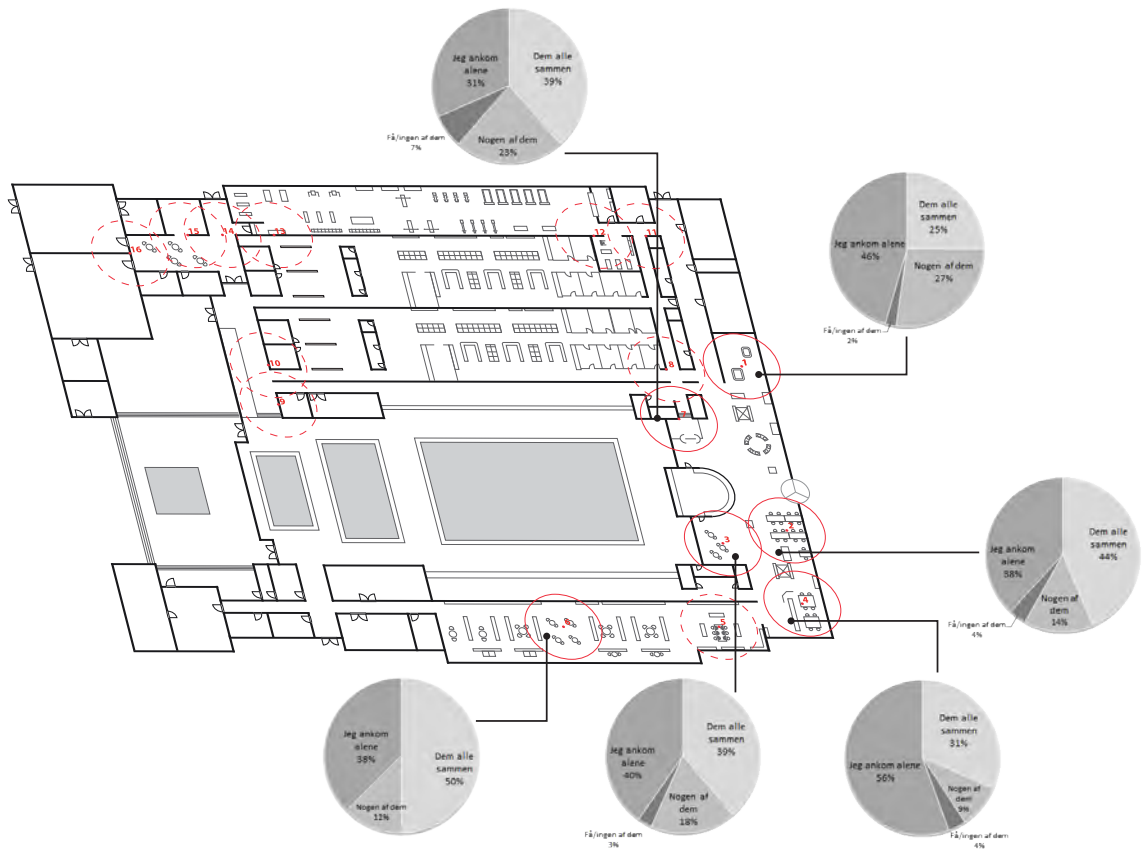 Jeg ankom
alene
31%
Dem alle
sammen
39%
Få/ingen af dem
7%
Nogen af dem
23%
Dem alle
sammen
25%
Jeg ankom alene
46%
Nogen af dem
27%
Få/ingen af dem
2%
16
15
14
13
12
11
10
9
8
7
1
2
3
4
5
6
Jeg ankom
alene
38%
Dem alle
sammen
44%
Nogen af
dem
14%
Få/ingen af dem
4%
Jeg ankom
alene
38%
Dem alle
sammen
50%
Nogen af dem
12%
Jeg ankom
alene
40%
Dem alle
sammen
39%
Nogen af
dem
18%
Få/ingen af dem
3%
Jeg ankom alene
56%
Dem alle
sammen
31%
Nogen af
dem
9%
Få/ingen af dem
4%